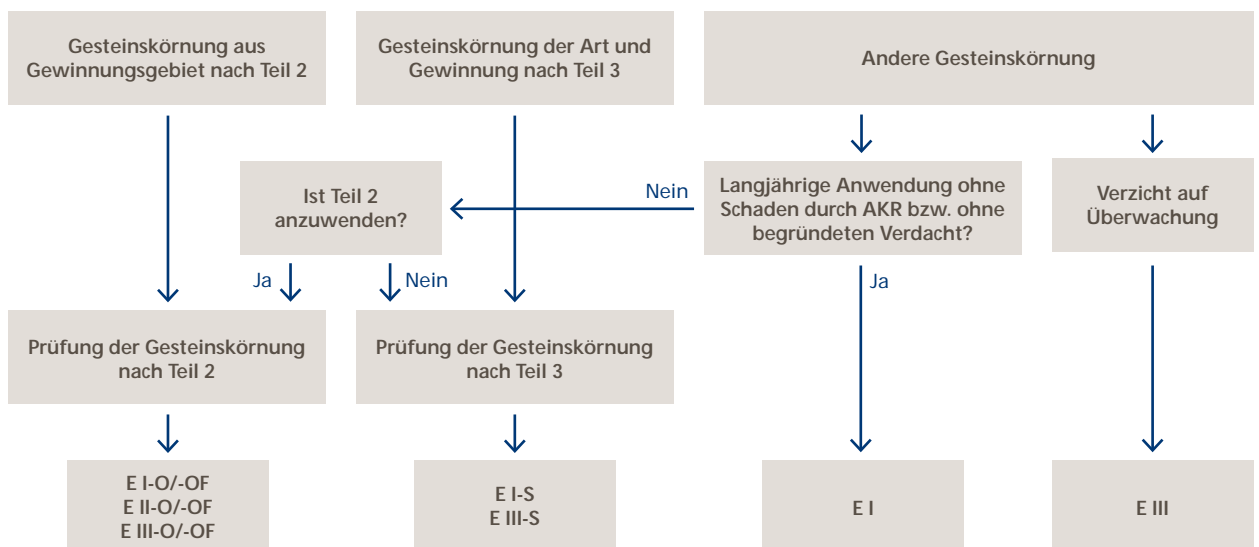 Gesteinskörnung aus
Gewinnungsgebiet nach Teil 2
Gesteinskörnung der Art und
Gewinnung nach Teil 3
Andere Gesteinskörnung
Ist Teil 2
anzuwenden?
Nein
Langjährige Anwendung ohne
Schaden durch AKR bzw. ohne
begründeten Verdacht?
Verzicht auf
Überwachung
Ja
Nein
Ja
Prüfung der Gesteinskörnung
nach Teil 2
Prüfung der Gesteinskörnung
nach Teil 3
E I-O/-OF
E II-O/-OF
E III-O/-OF
E I-S
E III-S
E I
E III